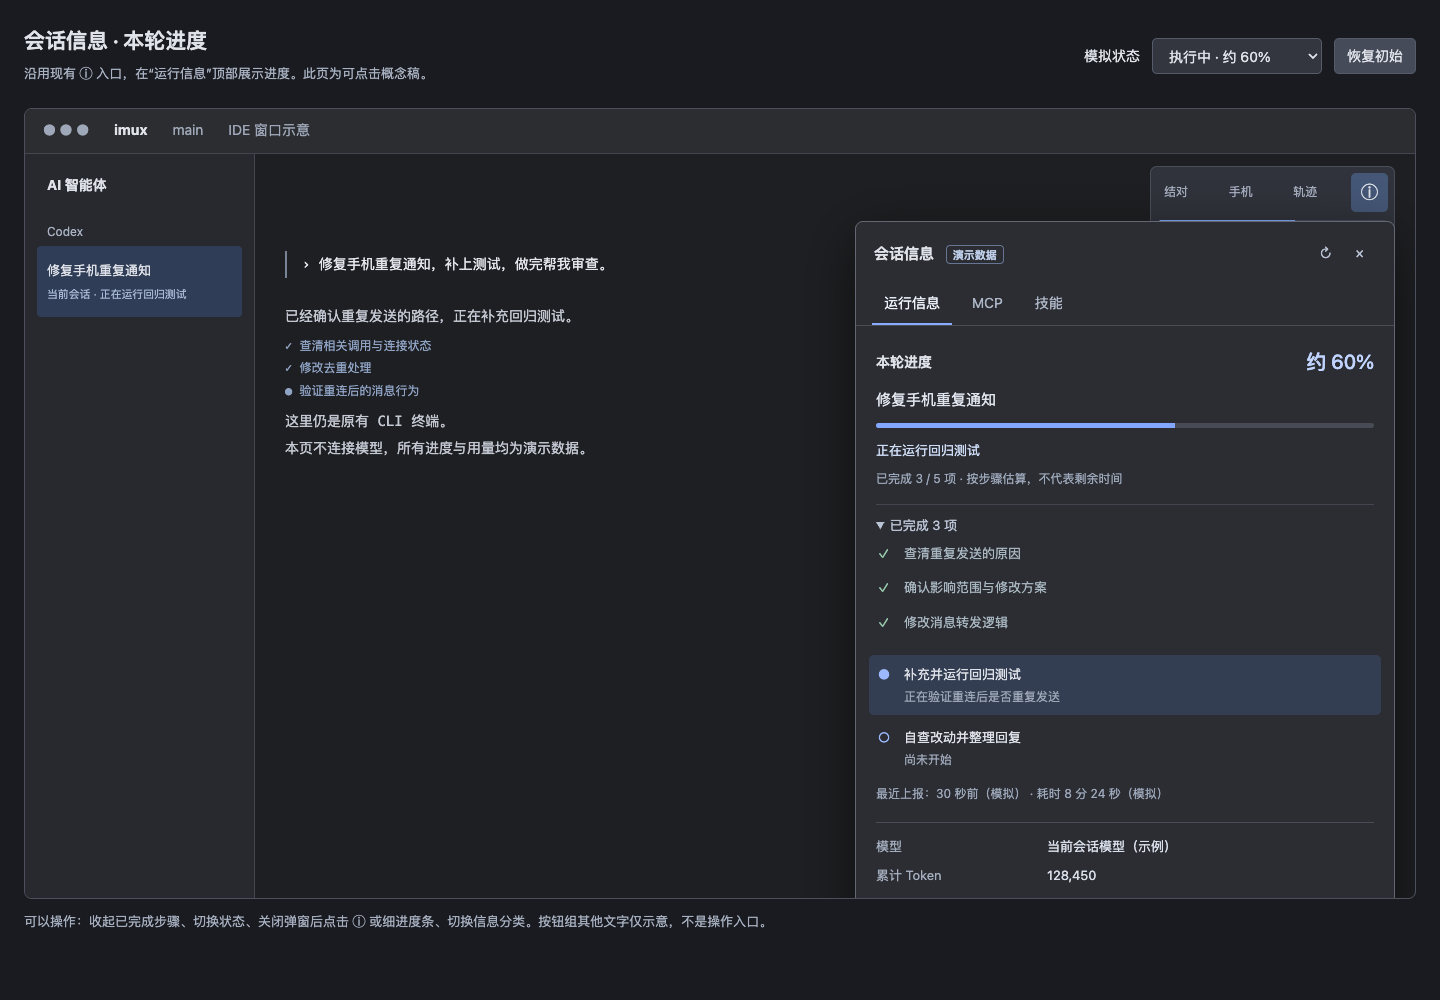 会话信息 · 本轮进度
沿用现有 ⓘ 入口，在“运行信息”顶部展示进度。此页为可点击概念稿。
模拟状态
执行中 · 约 60%
恢复初始
imux
main
IDE 窗口示意
AI 智能体
Codex
修复手机重复通知
当前会话 · 正在运行回归测试
› 修复手机重复通知，补上测试，做完帮我审查。
已经确认重复发送的路径，正在补充回归测试。
✓ 查清相关调用与连接状态
✓ 修改去重处理
● 验证重连后的消息行为
这里仍是原有 CLI 终端。
本页不连接模型，所有进度与用量均为演示数据。
结对
手机
轨迹
ⓘ
会话信息
演示数据
↻
×
运行信息
MCP
技能
本轮进度
约 60%
修复手机重复通知
正在运行回归测试
已完成 3 / 5 项 · 按步骤估算，不代表剩余时间
▼ 已完成 3 项
✓ 查清重复发送的原因
✓ 确认影响范围与修改方案
✓ 修改消息转发逻辑
补充并运行回归测试
正在验证重连后是否重复发送
自查改动并整理回复
尚未开始
最近上报：30 秒前（模拟） · 耗时 8 分 24 秒（模拟）
模型
当前会话模型（示例）
累计 Token
128,450
可以操作：收起已完成步骤、切换状态、关闭弹窗后点击 ⓘ 或细进度条、切换信息分类。按钮组其他文字仅示意，不是操作入口。